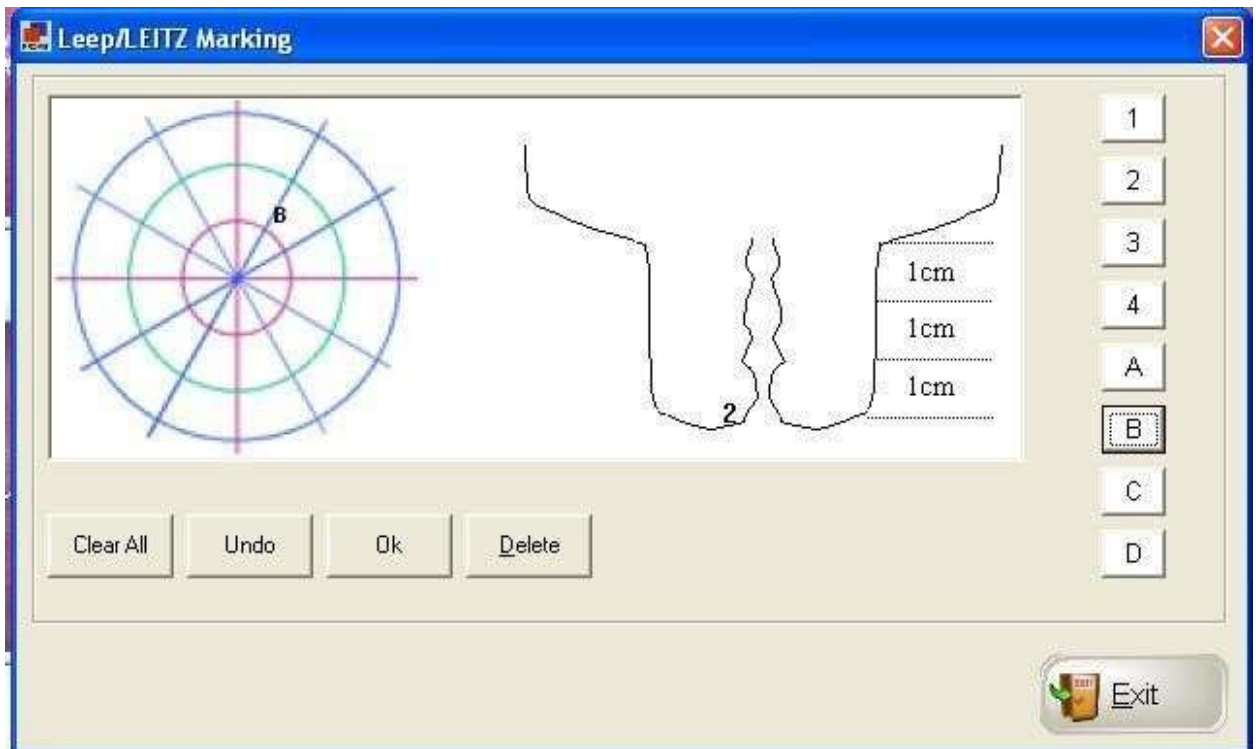 Leep/LEITZ Marking
B
2
1cm
1cm
1cm
1
2
3
4
A
B
C
D
Clear All
Undo
Ok
Delete
Exit